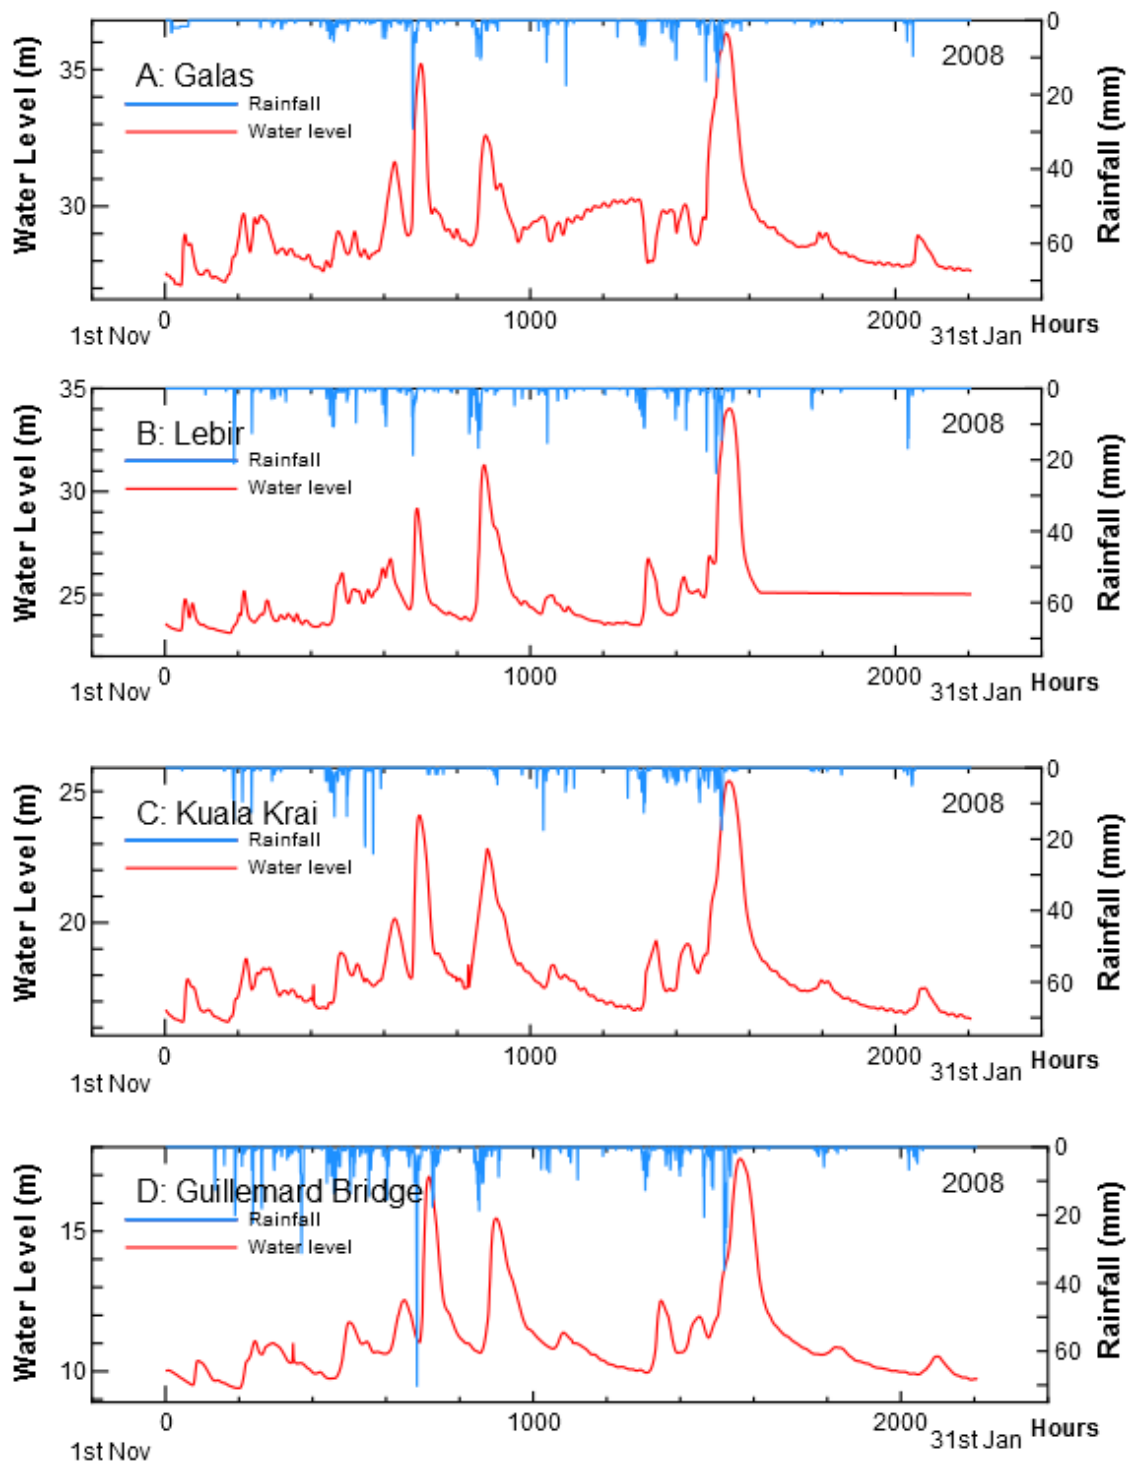 0
2008
35
A: Galas
20
Rainfall
Water level
40
30
60
Water Level (m)
Rainfall (mm)
0
1000
2000
Hours
1st Nov
31st Jan
35
0
2008
B: Lebir
20
Rainfall
Water level
30
40
25
60
Water Level (m)
Rainfall (mm)
0
1000
2000
Hours
1st Nov
31st Jan
0
25
2008
C: Kuala Krai
20
Rainfall
Water level
20
40
60
Water Level (m)
Rainfall (mm)
0
1000
2000
Hours
1st Nov
31st Jan
0
2008
D: Guillemard Bridge
20
Rainfall
15
Water level
40
60
10
Water Level (m)
Rainfall (mm)
0
1000
2000
Hours
1st Nov
31st Jan